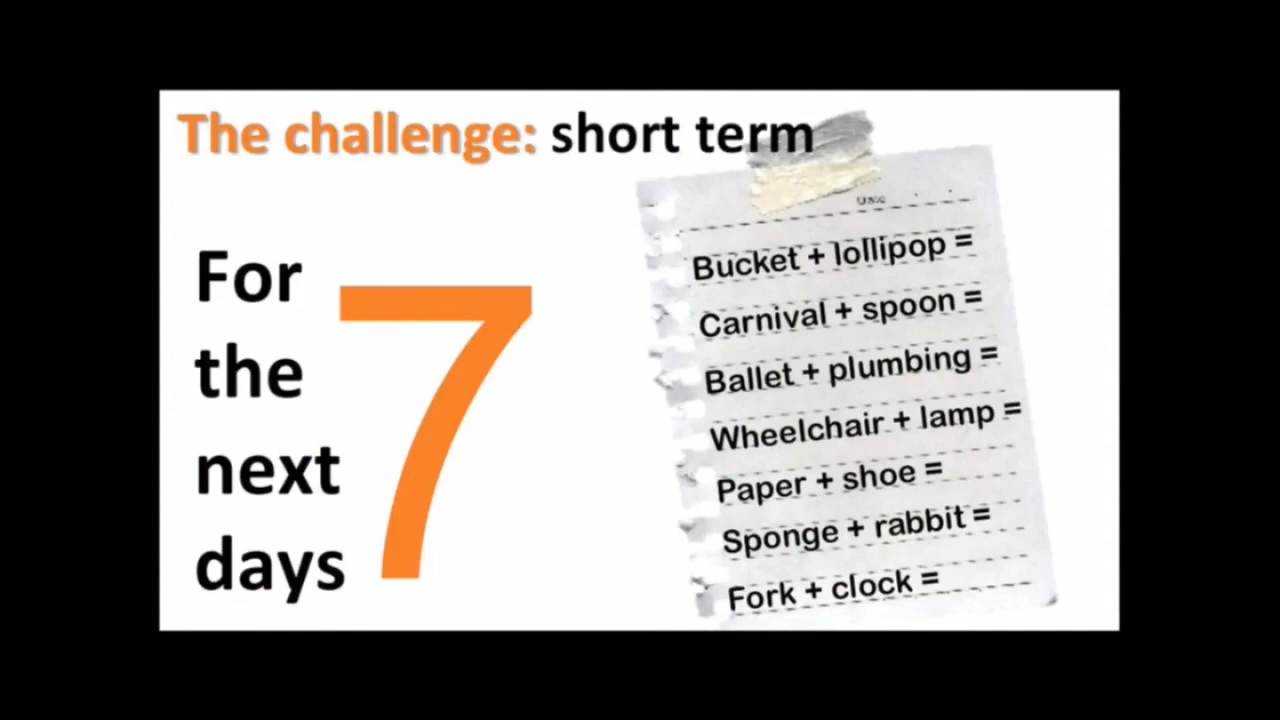 The challenge: short term
For
the
next
days
7
Date
Bucket + lollipop =
Carnival + spoon =
Ballet + plumbing =
Wheelchair + lamp =
Paper + shoe =
Sponge + rabbit =
Fork + clock =